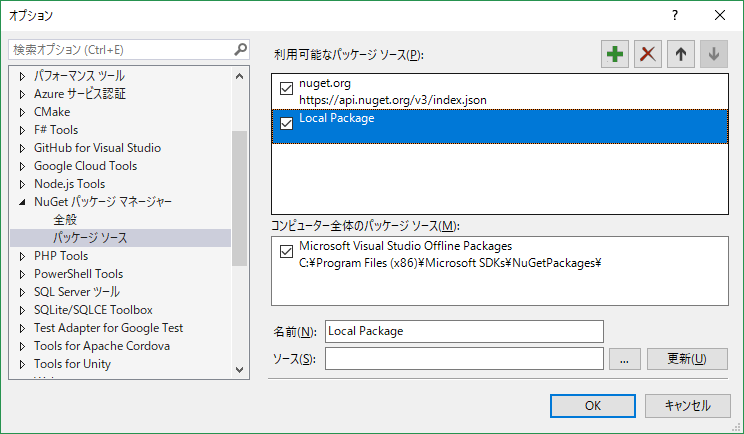 オプション
検索オプション (Ctrl+E)
パフォーマンス ツール
Azure サービス認証
CMake
F# Tools
GitHub for Visual Studio
Google Cloud Tools
Node.js Tools
NuGet パッケージ マネージャー
全般
パッケージ ソース
PHP Tools
PowerShell Tools
SQL Server ツール
SQLite/SQLCE Toolbox
Test Adapter for Google Test
Tools for Apache Cordova
Tools for Unity
利用可能なパッケージ ソース(P):
nuget.org
https://api.nuget.org/v3/index.json
Local Package
コンピューター全体のパッケージ ソース(M):
Microsoft Visual Studio Offline Packages
C:¥Program Files (x86)¥Microsoft SDKs¥NuGetPackages¥
名前(N):
Local Package
ソース(S):
...
更新(U)
OK
キャンセル